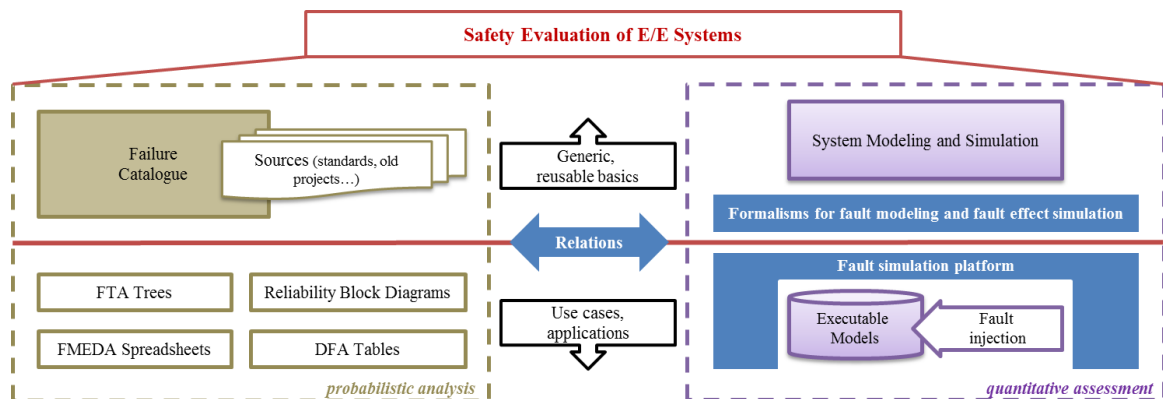 Safety Evaluation of E/E Systems
Failure
Catalogue
Sources (standards, old
projects…)
Generic,
reusable basics
System Modeling and Simulation
Formalisms for fault modeling and fault effect simulation
Relations
Fault simulation platform
FTA Trees
Reliability Block Diagrams
FMEDA Spreadsheets
DFA Tables
Use cases,
applications
Executable
Models
Fault
injection
probabilistic analysis
quantitative assessment